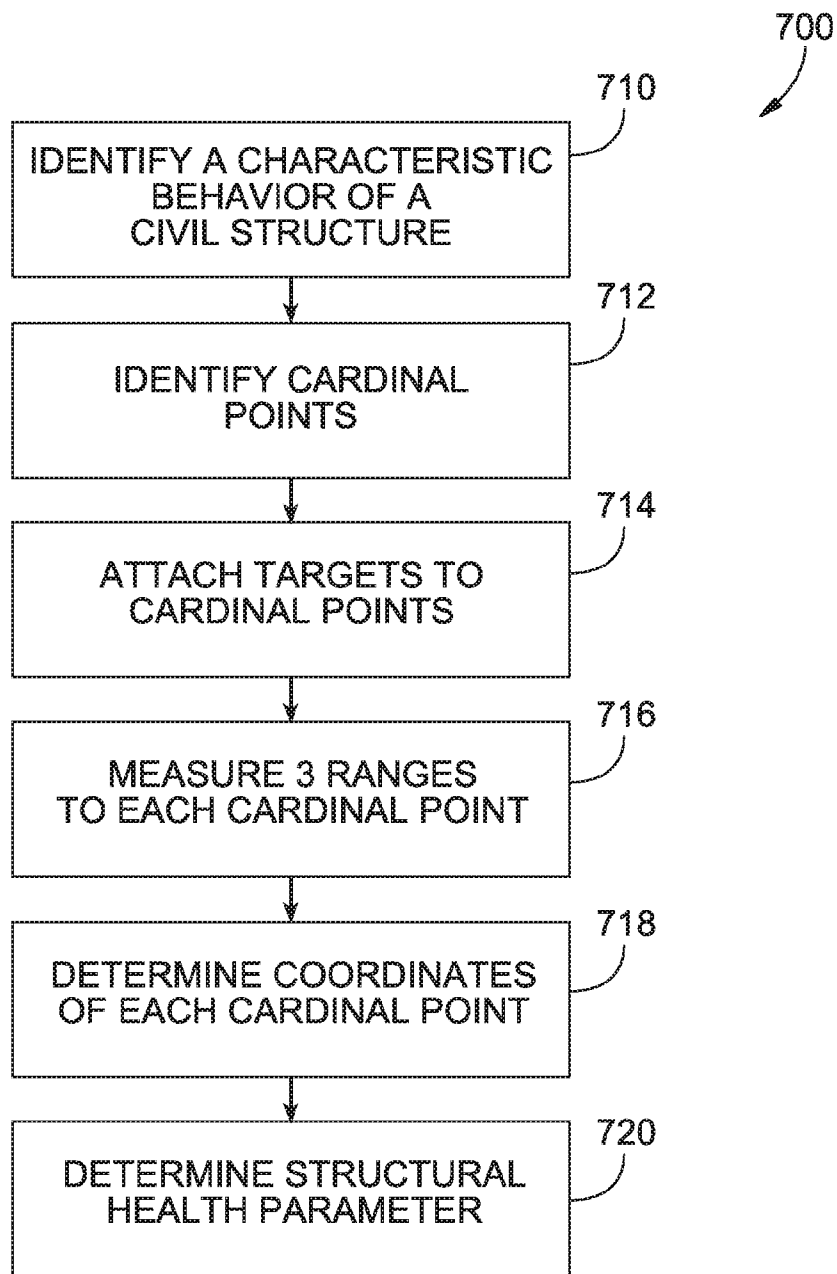 700
710
IDENTIFY A CHARACTERISTIC
BEHAVIOR OF A
CIVIL STRUCTURE
712
IDENTIFY CARDINAL
POINTS
714
ATTACH TARGETS TO
CARDINAL POINTS
716
MEASURE 3 RANGES
TO EACH CARDINAL POINT
718
DETERMINE COORDINATES
OF EACH CARDINAL POINT
720
DETERMINE STRUCTURAL
HEALTH PARAMETER